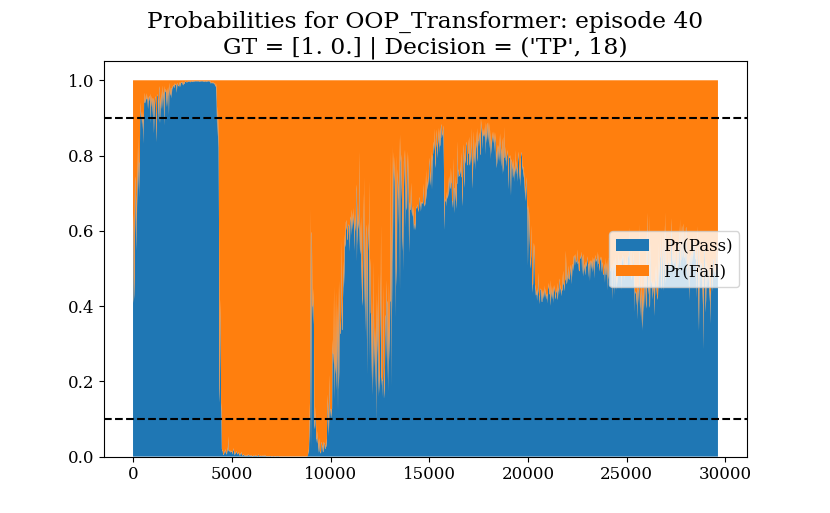 Probabilities for OOP_Transformer: episode 40
GT = [1. 0.] | Decision = ('TP', 18)
1.0
0.8
0.6
0.4
0.2
0.0
Pr(Pass)
Pr(Fail)
0 5000 10000 15000 20000 25000 30000